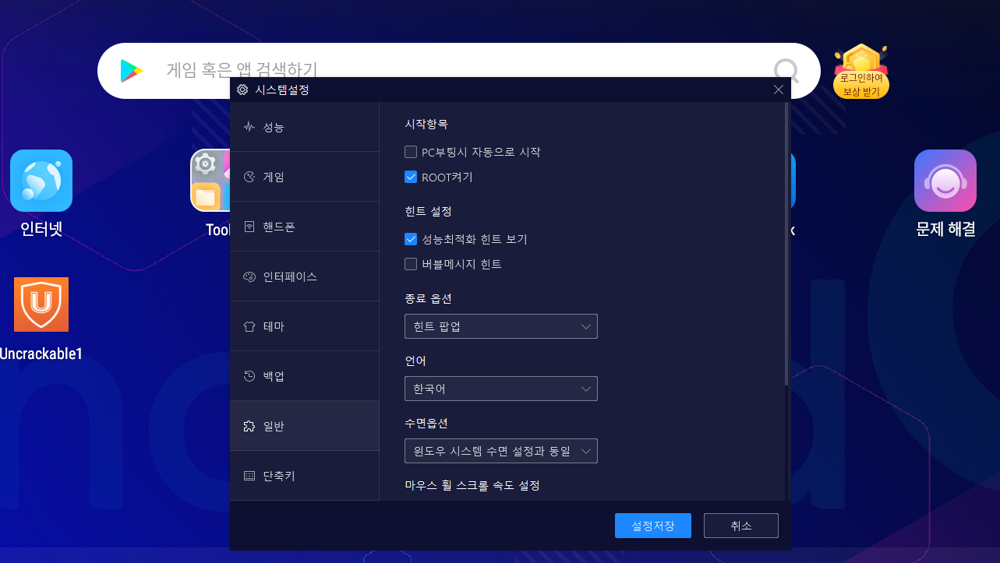 게임 혹은 앱 검색하기
로그인하여
보상 받기
시스템설정
성능
게임
핸드폰
인터페이스
테마
백업
일반
단축키
시작항목
PC부팅시 자동으로 시작
ROOT켜기
힌트 설정
성능최적화 힌트 보기
버블메시지 힌트
종료 옵션
힌트 팝업
언어
한국어
수면옵션
윈도우 시스템 수면 설정과 동일
마우스 휠 스크롤 속도 설정
설정저장
취소
인터넷
문제 해결
Uncrackable1